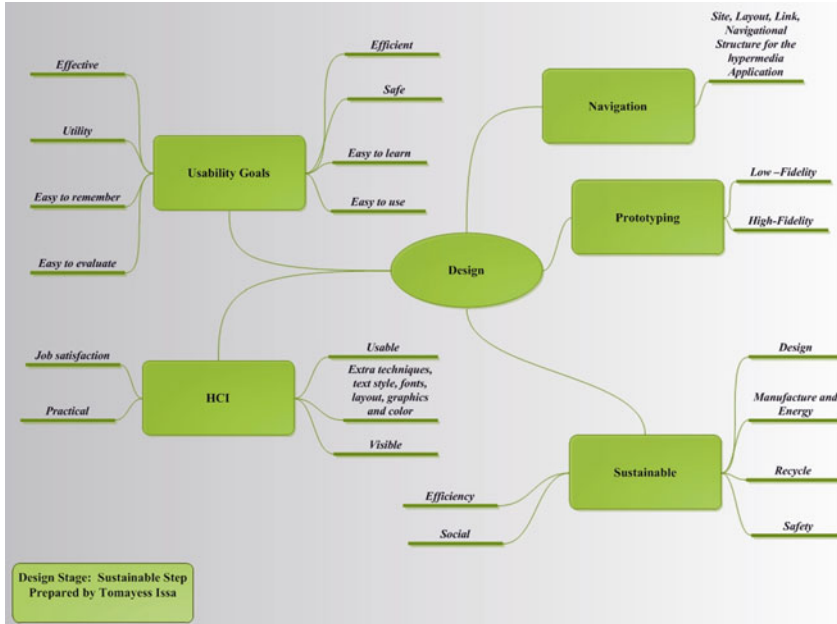 Effective
Utility
Easy to remember
Easy to evaluate
Usability Goals
Efficient
Safe
Easy to learn
Easy to use
Site, Layout, Link,
Navigational
Structure for the
hypermedia
Application
Navigation
Low –Fidelity
High-Fidelity
Prototyping
Design
Job satisfaction
Practical
HCI
Usable
Extra techniques,
text style, fonts,
layout, graphics
and color
Visible
Design
Manufacture and
Energy
Recycle
Safety
Sustainable
Efficiency
Social
Design Stage: Sustainable Step
Prepared by Tomayess Issa